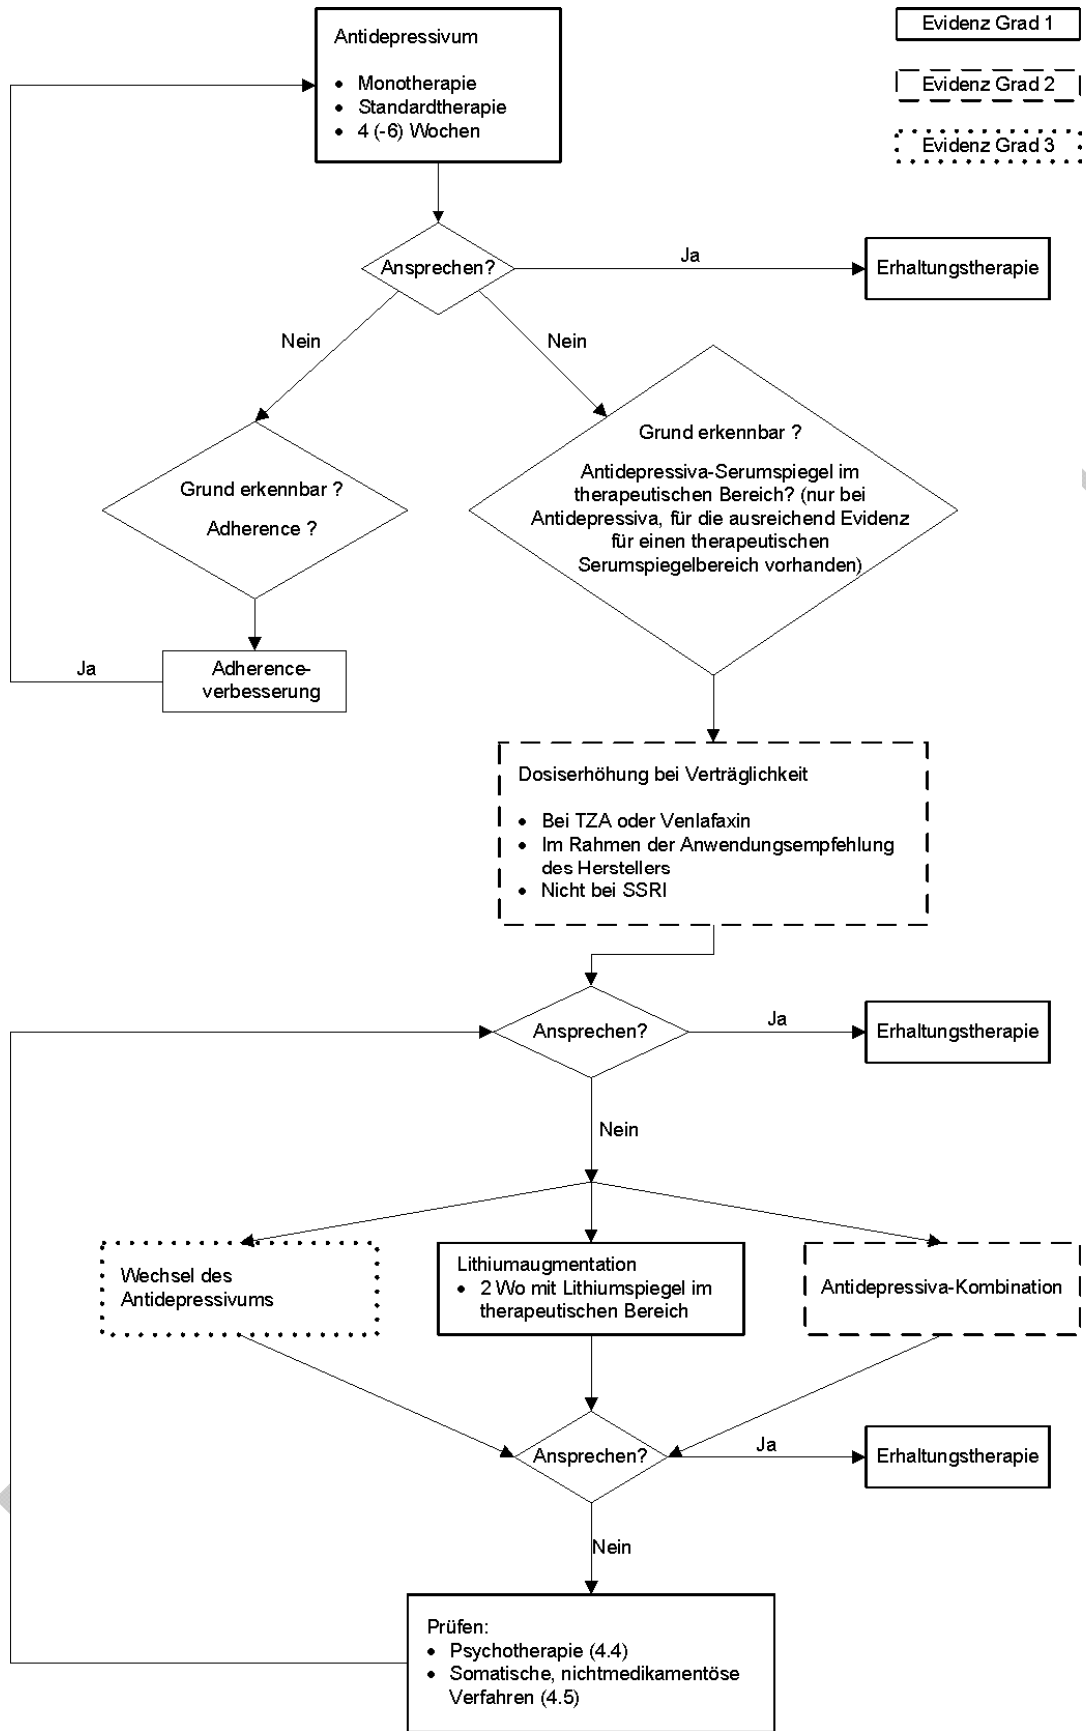 Antidepressivum
• Monotherapie
• Standardtherapie
• 4 (-6) Wochen
Evidenz Grad 1
Evidenz Grad 2
Evidenz Grad 3
Ansprechen?
Ja
Erhaltungstherapie
Nein
Nein
Grund erkennbar ?
Adherence ?
Grund erkennbar ?
Antidepressiva-Serumspiegel im
therapeutischen Bereich? (nur bei
Antidepressiva, für die ausreichend Evidenz
für einen therapeutischen
Serumspiegelbereich vorhanden)
Ja
Adherence-
verbesserung
Dosiserhöhung bei Verträglichkeit
• Bei TZA oder Venlafaxin
• Im Rahmen der Anwendungsempfehlung
des Herstellers
• Nicht bei SSRI
Ansprechen?
Ja
Erhaltungstherapie
Nein
Wechsel des
Antidepressivums
Lithiumaugmentation
• 2 Wo mit Lithiumspiegel im
therapeutischen Bereich
Antidepressiva-Kombination
Ansprechen?
Ja
Erhaltungstherapie
Nein
Prüfen:
• Psychotherapie (4.4)
• Somatische, nichtmedikamentöse
Verfahren (4.5)